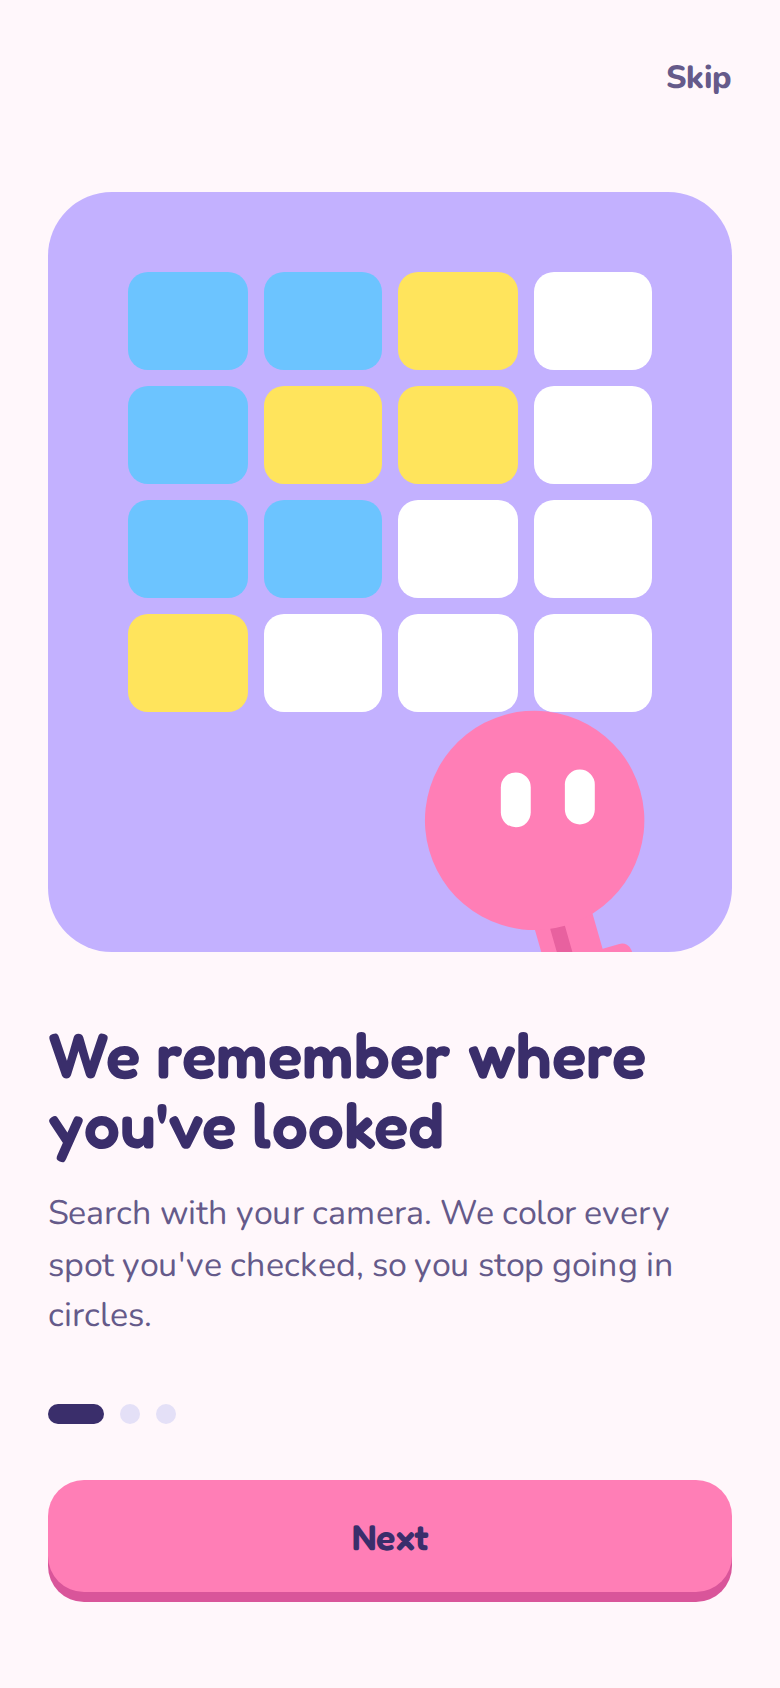 Skip
We remember where
you've looked
Search with your camera. We color every
spot you've checked, so you stop going in
circles.
Next